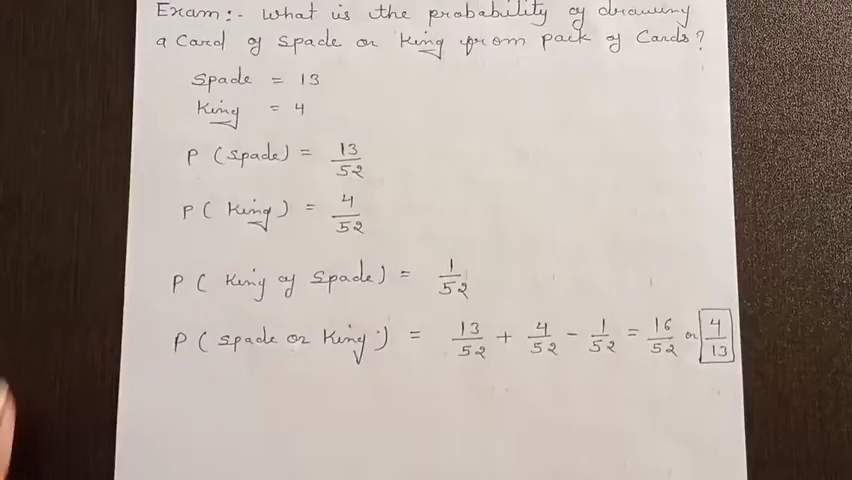 Exam:- What is the probability of drawing
a Card of Spade or King from pack of Cards?
Spade = 13
King = 4
P (Spade) = 13/52
P ( King ) = 4/52
P ( King of Spade) = 1/52
P ( Spade or King ) = 13/52 + 4/52 - 1/52 = 16/52 or 4/13